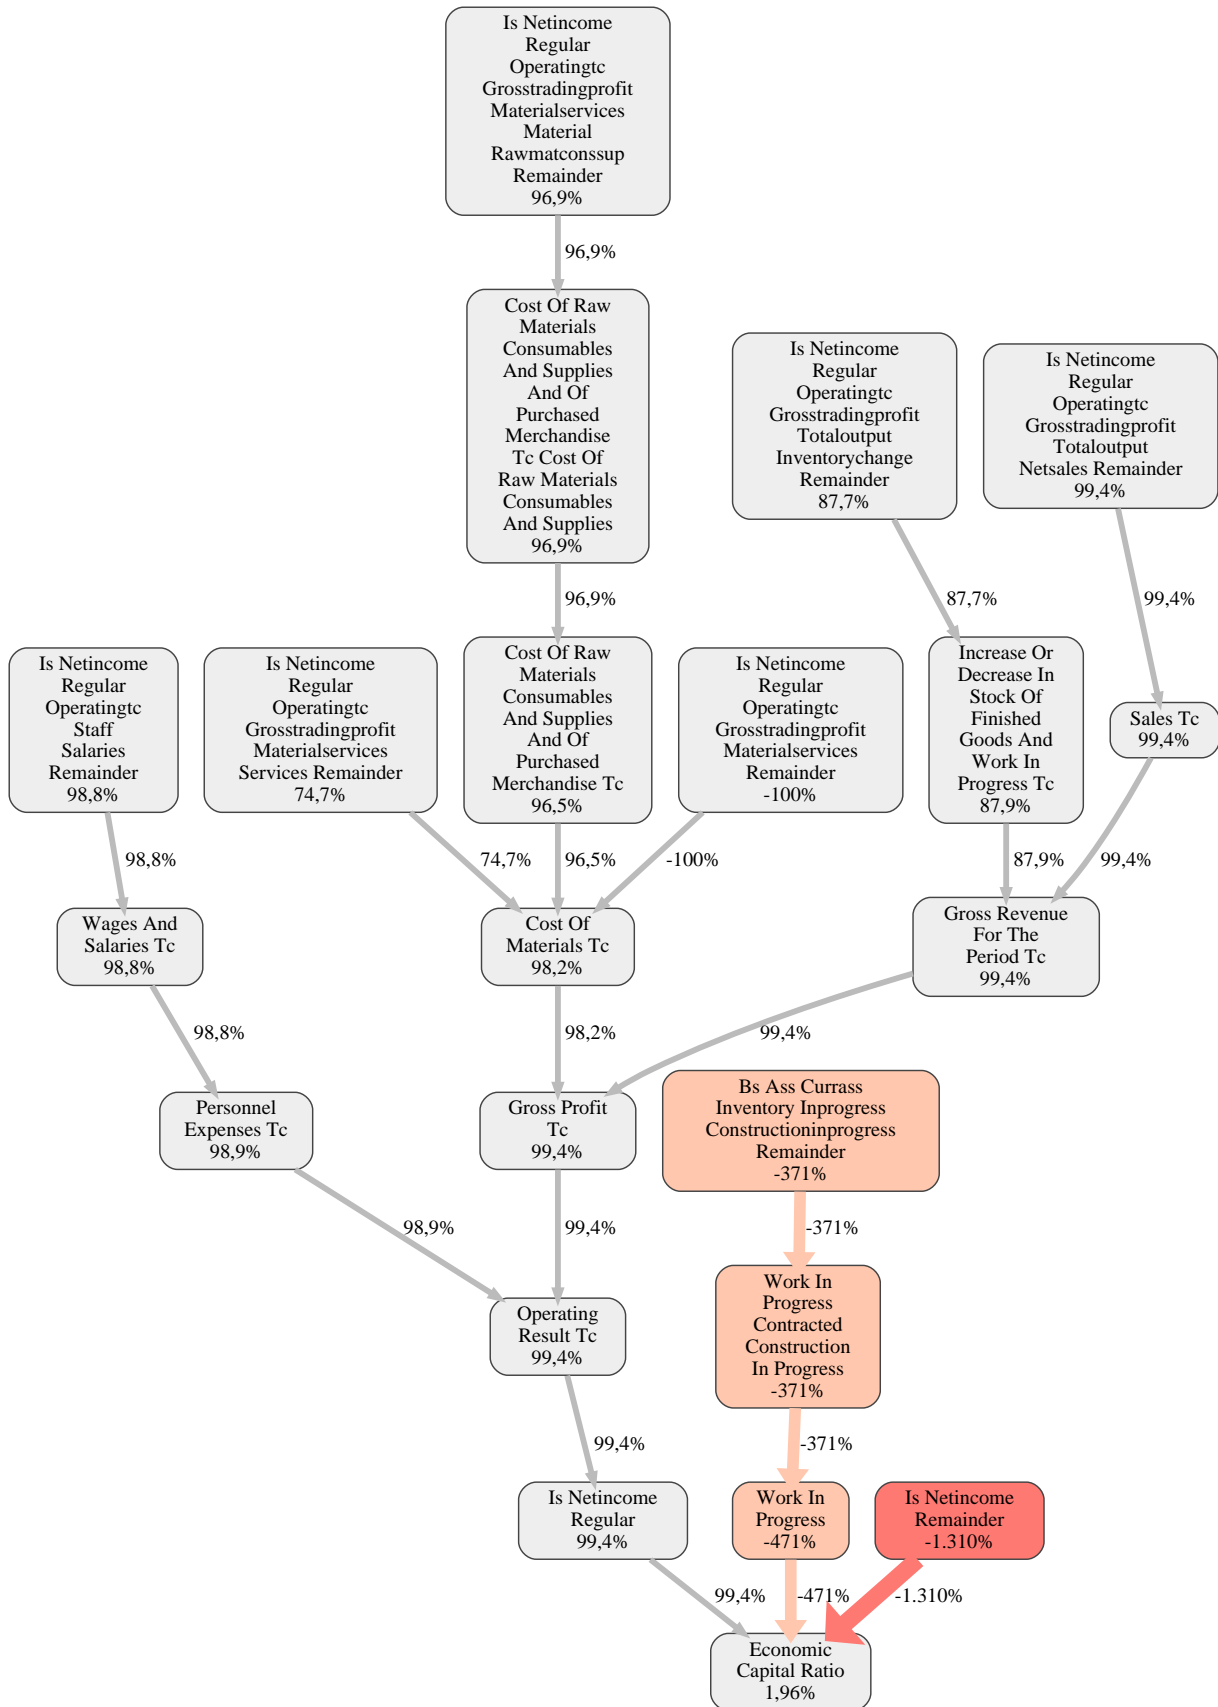 Is Netincome
Regular
Operatingtc
Grosstradingprofit
Materialservices
Material
Rawmatconssup
Remainder
96,9%
96,9%
Cost Of Raw
Materials
Consumables
And Supplies
And Of
Purchased
Merchandise
Tc Cost Of
Raw Materials
Consumables
And Supplies
96,9%
Is Netincome
Regular
Operatingtc
Grosstradingprofit
Totaloutput
Inventorychange
Remainder
87,7%
Is Netincome
Regular
Operatingtc
Grosstradingprofit
Totaloutput
Netsales Remainder
99,4%
96,9%
87,7%
99,4%
Is Netincome
Regular
Operatingtc
Staff
Salaries
Remainder
98,8%
Is Netincome
Regular
Operatingtc
Grosstradingprofit
Materialservices
Services Remainder
74,7%
Cost Of Raw
Materials
Consumables
And Supplies
And Of
Purchased
Merchandise Tc
96,5%
Is Netincome
Regular
Operatingtc
Grosstradingprofit
Materialservices
Remainder
-100%
Increase Or
Decrease In
Stock Of
Finished
Goods And
Work In
Progress Tc
87,9%
Sales Tc
99,4%
98,8%
74,7%
96,5%
-100%
87,9%
99,4%
Wages And
Salaries Tc
98,8%
Cost Of
Materials Tc
98,2%
Gross Revenue
For The
Period Tc
99,4%
98,8%
98,2%
99,4%
Personnel
Expenses Tc
98,9%
Gross Profit
Tc
99,4%
Bs Ass Currass
Inventory Inprogress
Constructioninprogress
Remainder
-371%
98,9%
99,4%
-371%
Operating
Result Tc
99,4%
Work In
Progress
Contracted
Construction
In Progress
-371%
99,4%
-371%
Is Netincome
Regular
99,4%
Work In
Progress
-471%
Is Netincome
Remainder
-1.310%
99,4%
-471%
-1.310%
Economic
Capital Ratio
1,96%